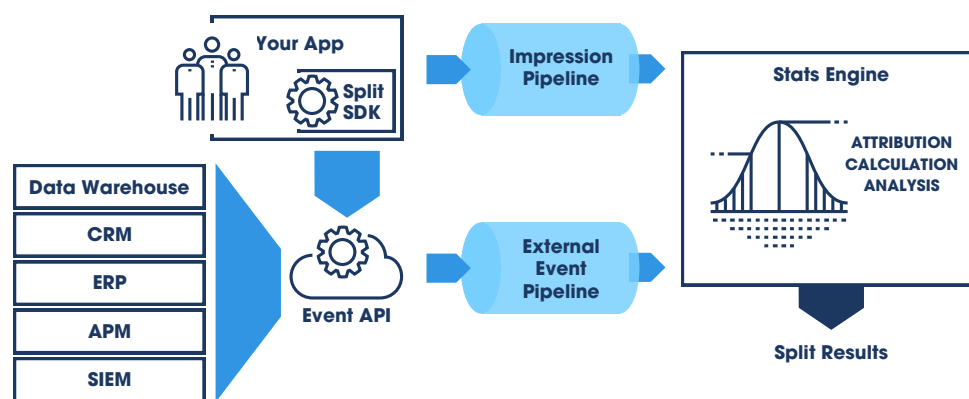 Your App
Split
SDK
Impression
Pipeline
Stats Engine
ATTRIBUTION
CALCULATION
ANALYSIS
Data Warehouse
CRM
ERP
APM
SIEM
Event API
External
Event
Pipeline
Split Results